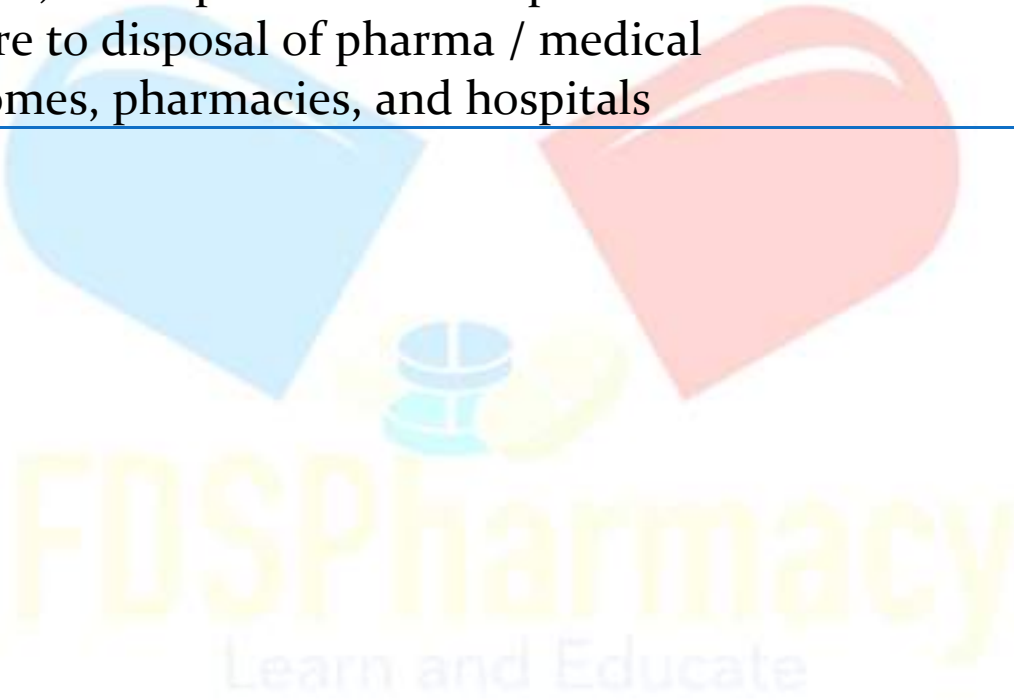 re to disposal of pharma / medical
omes, pharmacies, and hospitals
FDSPharmacy
Learn and Educate